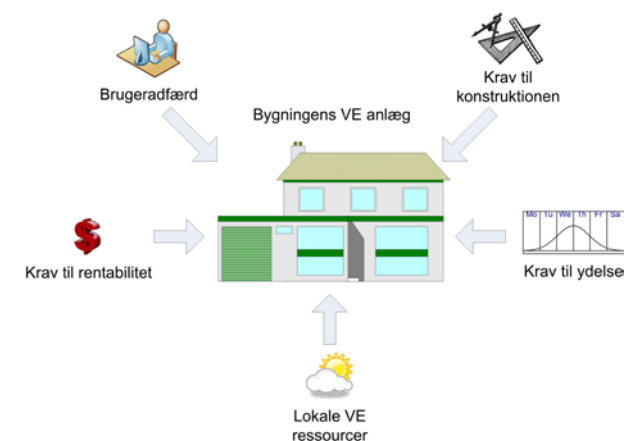 Brugeradfærd
Krav til
konstruktionen
Bygningens VE anlæg
Krav til rentabilitet
Mo Tu We Th Fr Sa
Krav til ydelse
Lokale VE
ressourcer